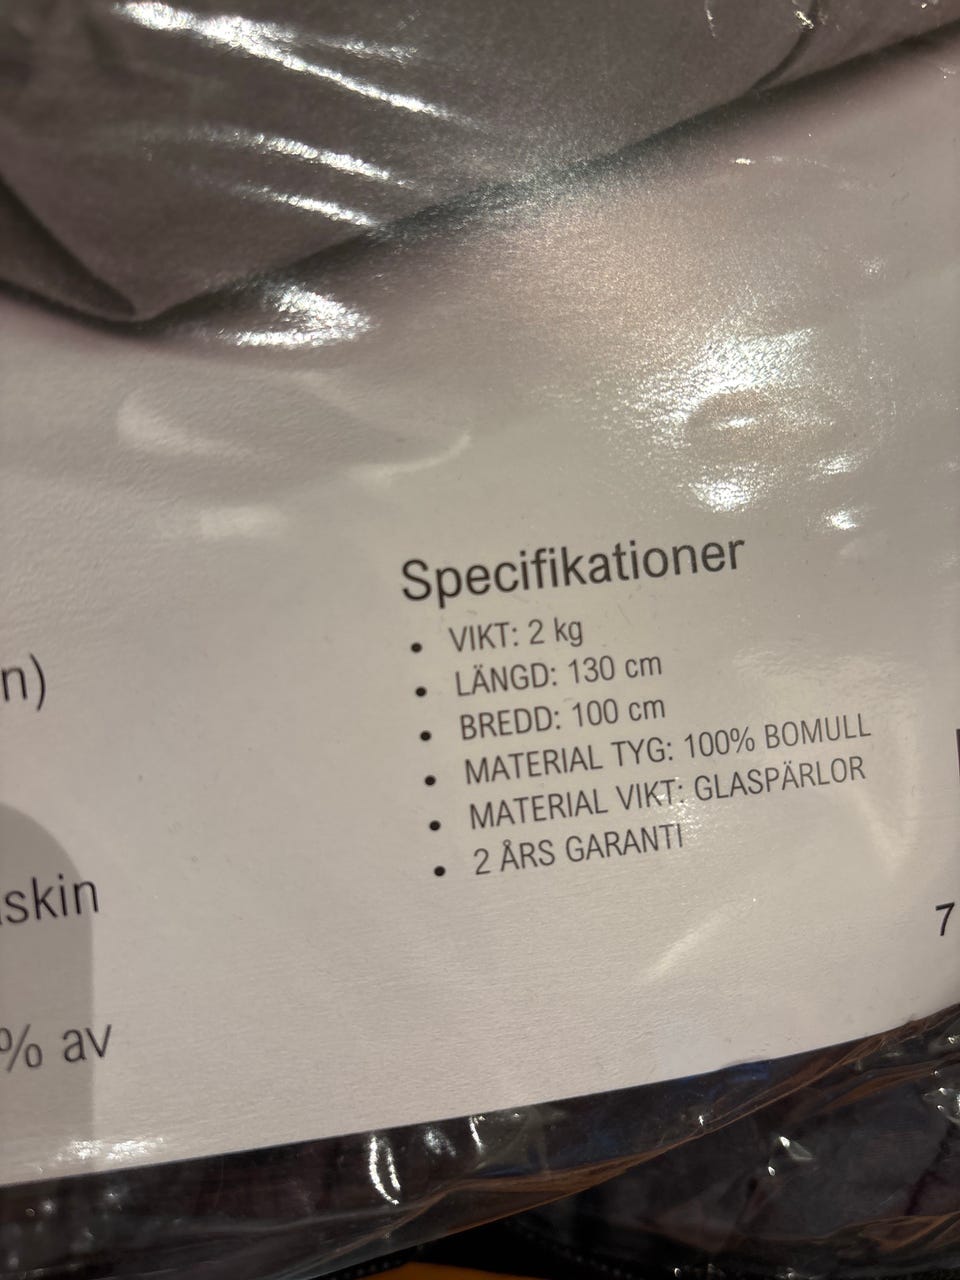 Specifikationer
• VIKT: 2 kg
• LÄNGD: 130 cm
• BREDD: 100 cm
• MATERIAL TYG: 100% BOMULL
• MATERIAL VIKT: GLASPÄRLOR
• 2 ÅRS GARANTI
n)
skin
% av
7